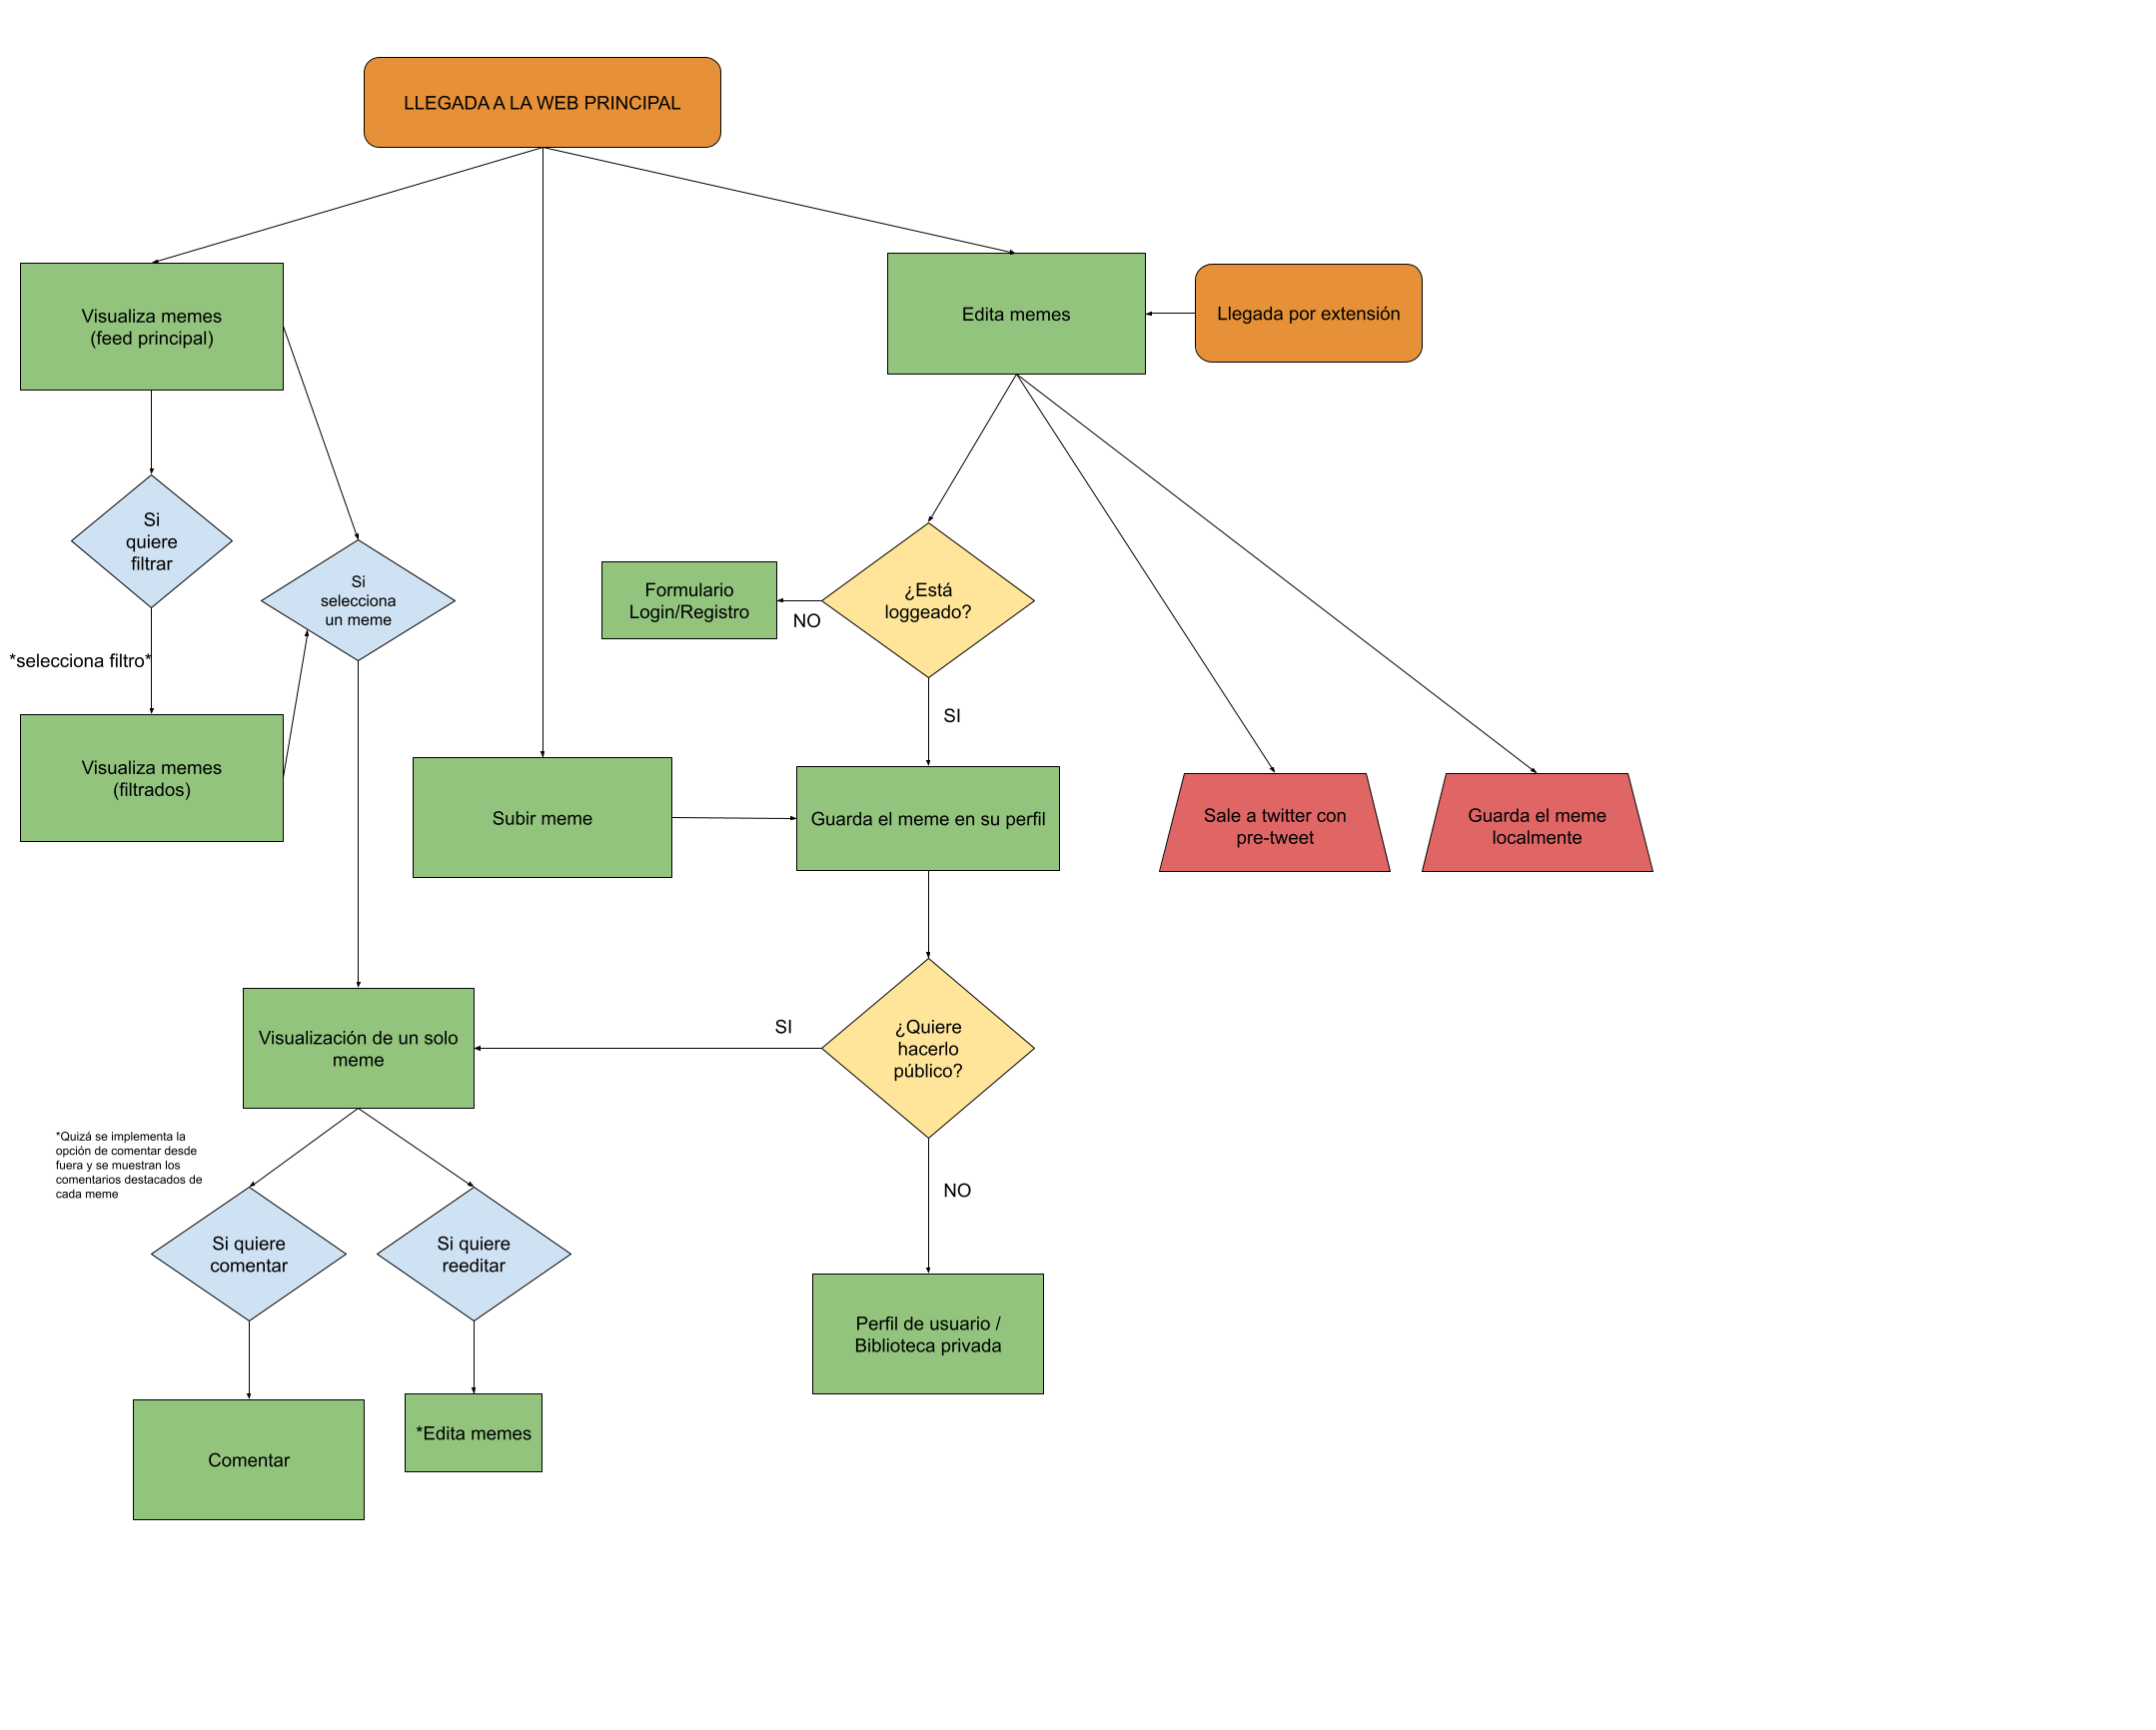 LLEGADA A LA WEB PRINCIPAL
Visualiza memes
(feed principal)
Edita memes
Llegada por extensión
Si
quiere
filtrar
Si
selecciona
un meme
Formulario
Login/Registro
NO
¿Está
loggeado?
*selecciona filtro*
SI
Visualiza memes
(filtrados)
Subir meme
Guarda el meme en su perfil
Sale a twitter con
pre-tweet
Guarda el meme
localmente
Visualización de un solo
meme
SI
¿Quiere
hacerlo
público?
*Quizá se implementa la
opción de comentar desde
fuera y se muestran los
comentarios destacados de
cada meme
NO
Si quiere
comentar
Si quiere
reeditar
Perfil de usuario /
Biblioteca privada
Comentar
*Edita memes